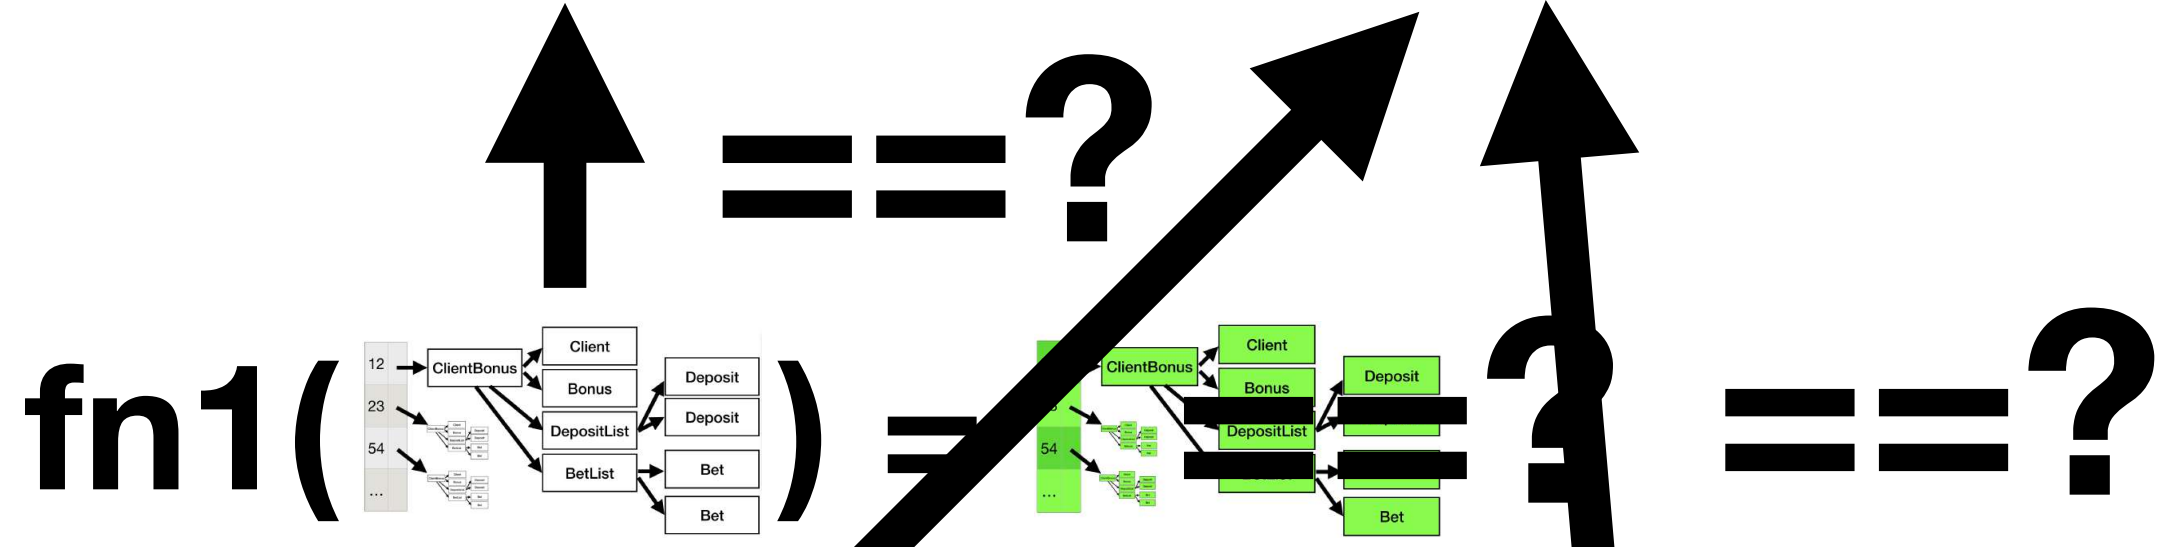 ==?
fn1(
12
23
54
...
ClientBonus
Client
Bonus
DepositList
BetList
Deposit
Deposit
Bet
Bet
)
=
54
...
ClientBonus
Client
Bonus
DepositList
Deposit
Bet
==?
==?